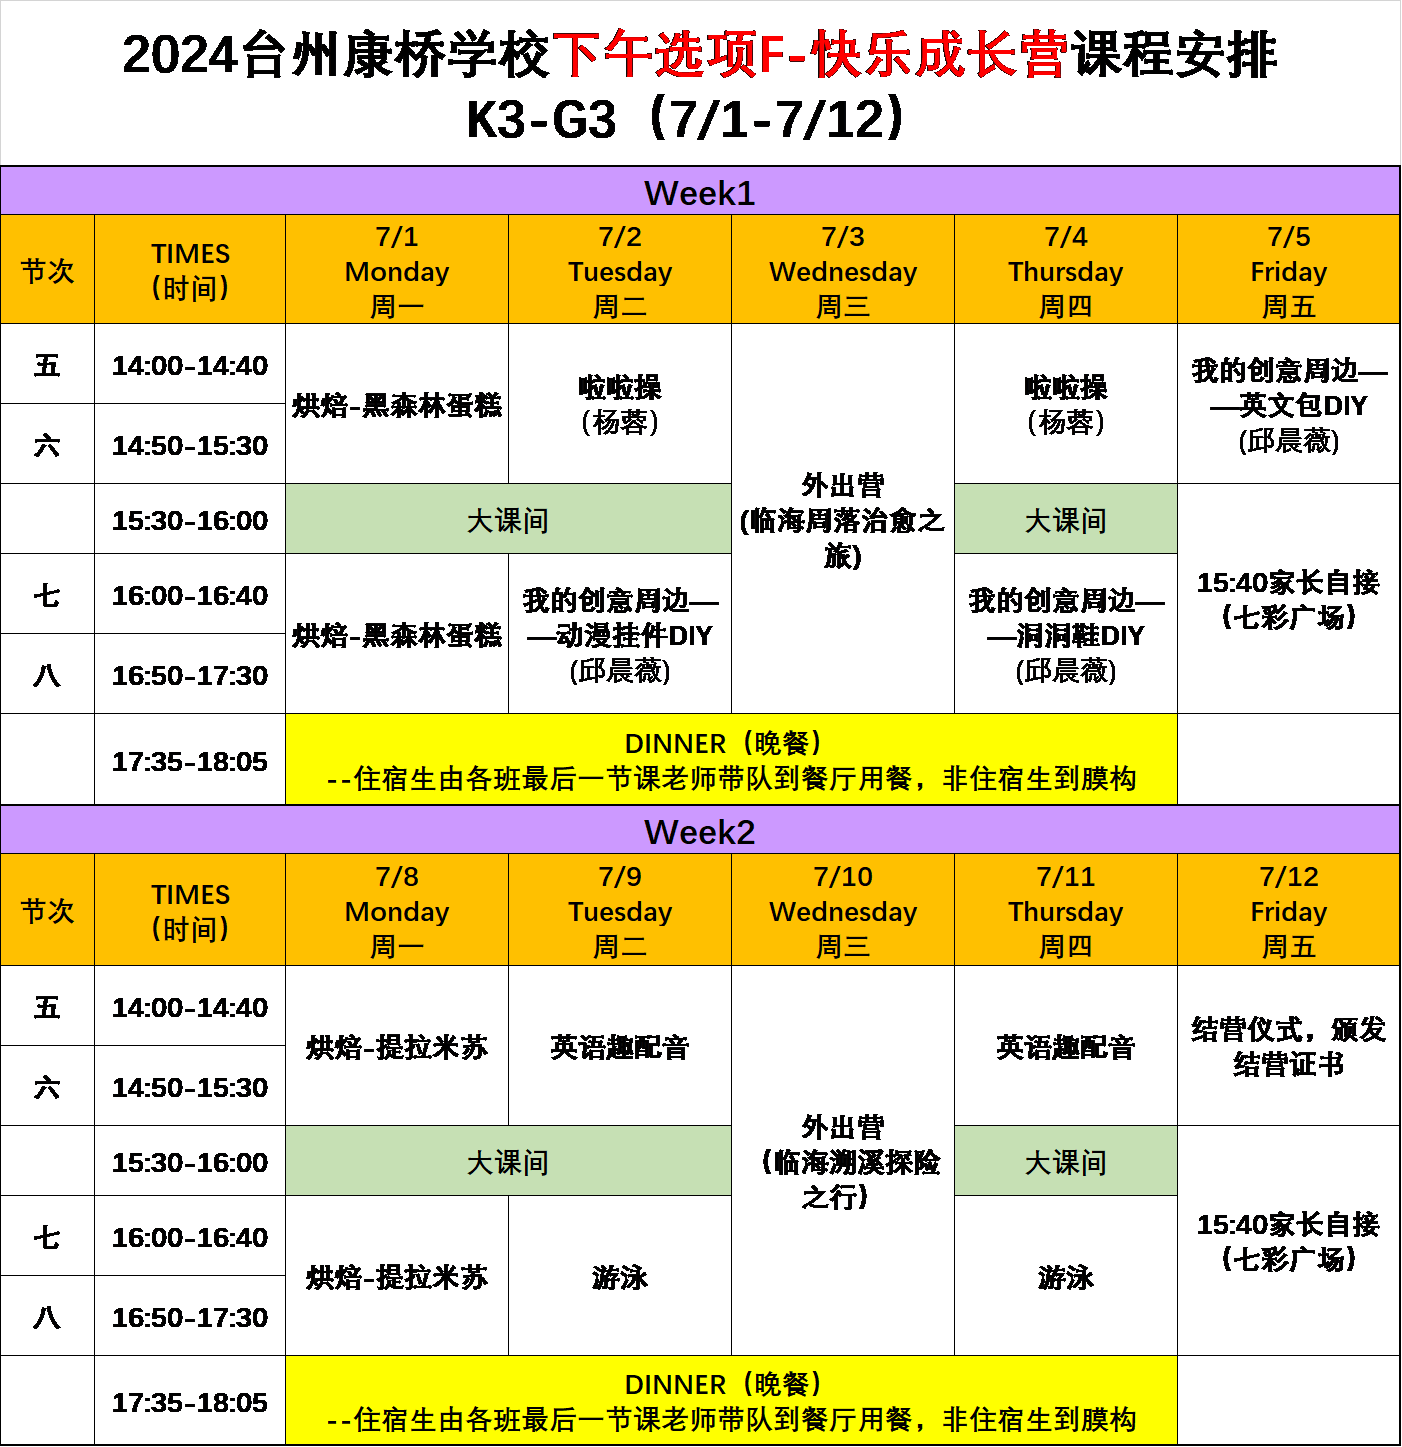 2024台州康桥学校下午选项F-快乐成长营课程安排
K3-G3（7/1-7/12）
Week1
节次
TIMES
（时间）
7/1
Monday
周一
7/2
Tuesday
周二
7/3
Wednesday
周三
7/4
Thursday
周四
7/5
Friday
周五
五
14:00-14:40
六
14:50-15:30
烘焙-黑森林蛋糕
啦啦操
（杨蓉）
外出营
(临海周落治愈之
旅)
啦啦操
（杨蓉）
我的创意周边—
—英文包DIY
(邱晨薇)
15:30-16:00
大课间
大课间
七
16:00-16:40
八
16:50-17:30
烘焙-黑森林蛋糕
我的创意周边—
—动漫挂件DIY
(邱晨薇)
我的创意周边—
—洞洞鞋DIY
(邱晨薇)
15:40家长自接
（七彩广场）
17:35-18:05
DINNER（晚餐）
--住宿生由各班最后一节课老师带队到餐厅用餐，非住宿生到膜构
Week2
节次
TIMES
（时间）
7/8
Monday
周一
7/9
Tuesday
周二
7/10
Wednesday
周三
7/11
Thursday
周四
7/12
Friday
周五
五
14:00-14:40
六
14:50-15:30
烘焙-提拉米苏
英语趣配音
外出营
（临海溯溪探险
之行）
英语趣配音
结营仪式，颁发
结营证书
15:30-16:00
大课间
大课间
七
16:00-16:40
八
16:50-17:30
烘焙-提拉米苏
游泳
游泳
15:40家长自接
（七彩广场）
17:35-18:05
DINNER（晚餐）
--住宿生由各班最后一节课老师带队到餐厅用餐，非住宿生到膜构